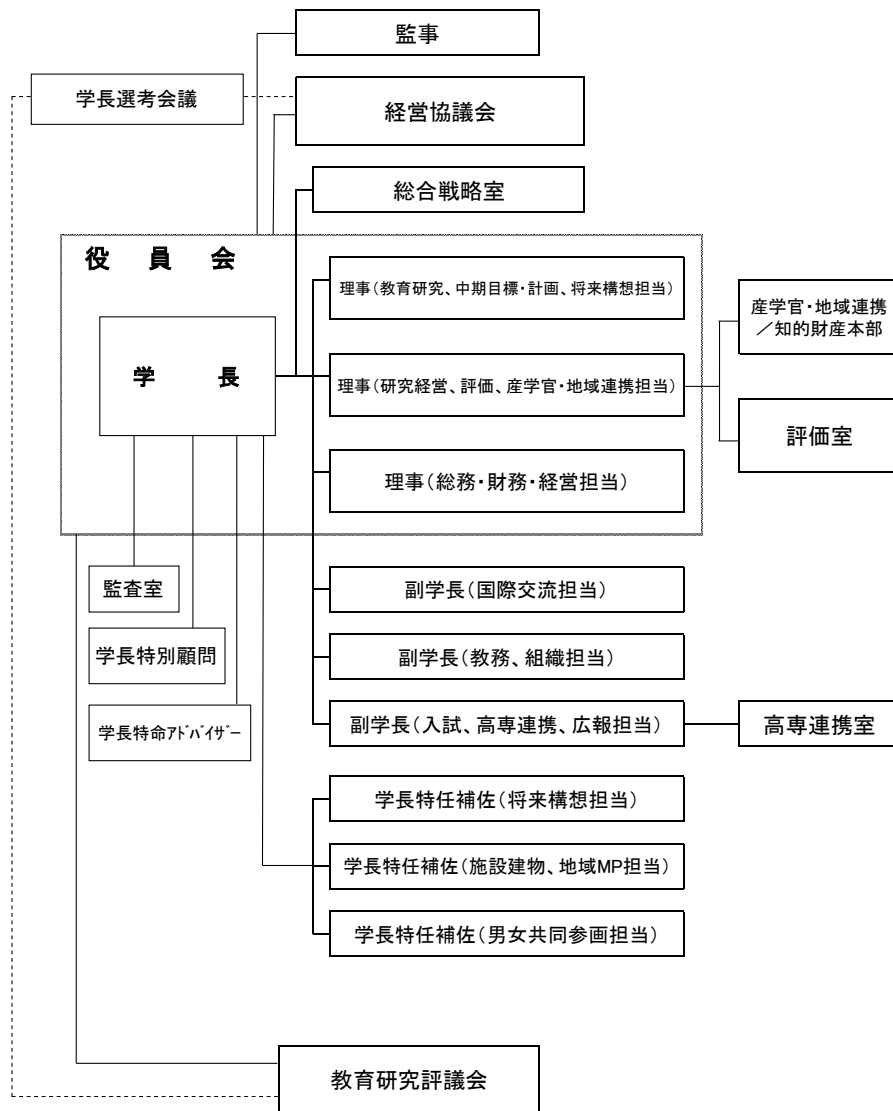 監事
学長選考会議
経営協議会
総合戦略室
役員会
理事(教育研究、中期目標・計画、将来構想担当)
産学官・地域連携
/知的財産本部
学長
理事(研究経営、評価、産学官・地域連携担当)
評価室
理事(総務・財務・経営担当)
監査室
副学長(国際交流担当)
学長特別顧問
副学長(教務、組織担当)
学長特命アドバイザー
副学長(入試、高専連携、広報担当)
高専連携室
学長特任補佐(将来構想担当)
学長特任補佐(施設建物、地域MP担当)
学長特任補佐(男女共同参画担当)
教育研究評議会